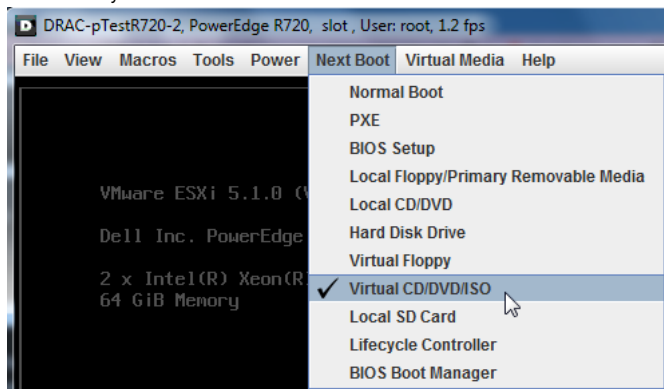 DRAC-pTestR720-2, PowerEdge R720, slot , User: root, 1.2 fps
File View Macros Tools Power Next Boot Virtual Media Help
Normal Boot
PXE
BIOS Setup
Local Floppy/Primary Removable Media
Local CD/DVD
Hard Disk Drive
Virtual Floppy
Virtual CD/DVD/ISO
Local SD Card
Lifecycle Controller
BIOS Boot Manager
VMware ESXi 5.1.0 (
Dell Inc. PowerEdge
2 x Intel(R) Xeon(R
64 GiB Memory